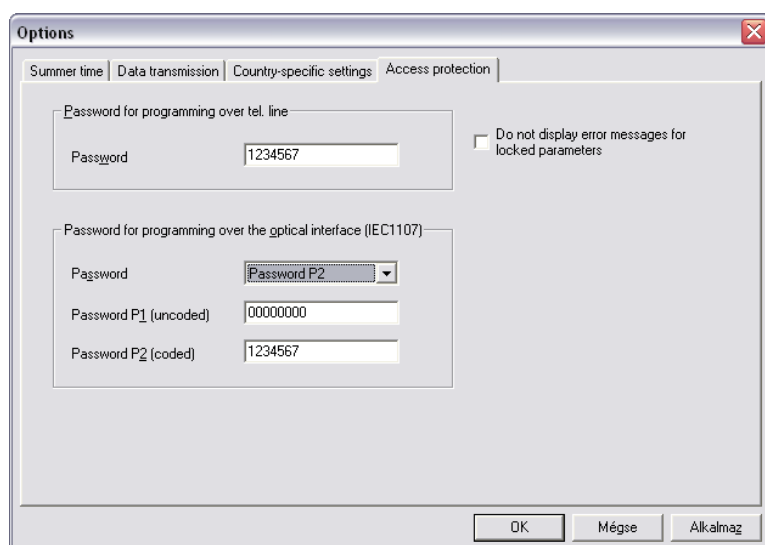 Options
Summer time Data transmission Country-specific settings Access protection
Password for programming over tel. line
Password 1234567
Do not display error messages for
locked parameters
Password for programming over the optical interface (IEC1107)
Password Password P2
Password P1 (uncoded) 00000000
Password P2 (coded) 1234567
OK Mégse Alkalmaz